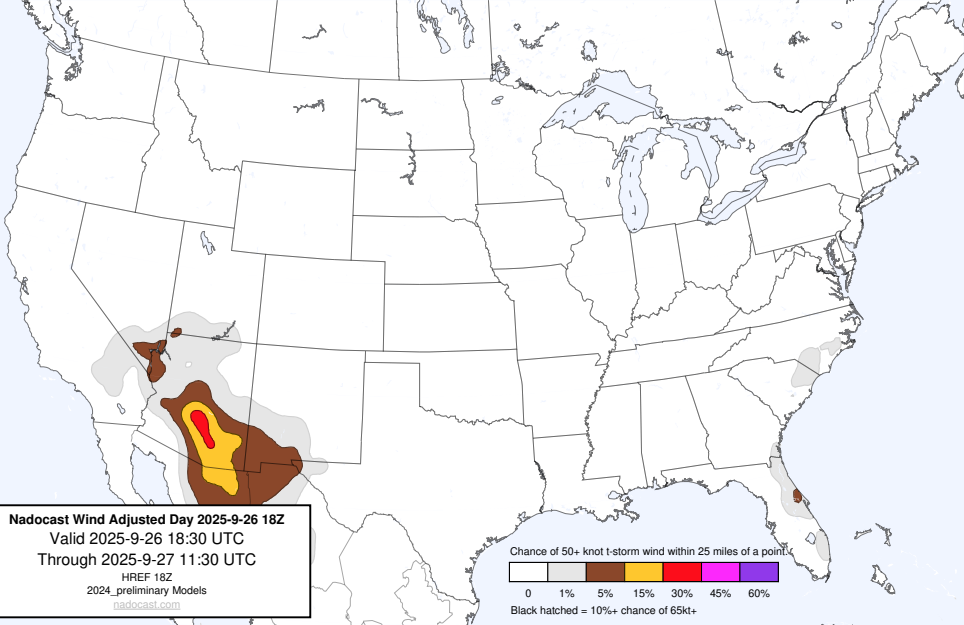 Nadocast Wind Adjusted Day 2025-9-26 18Z
Valid 2025-9-26 18:30 UTC
Through 2025-9-27 11:30 UTC
HREF 18Z
2024_preliminary Models
nadocast.com
Chance of 50+ knot t-storm wind within 25 miles of a point.
0 1% 5% 15% 30% 45% 60%
Black hatched = 10%+ chance of 65kt+